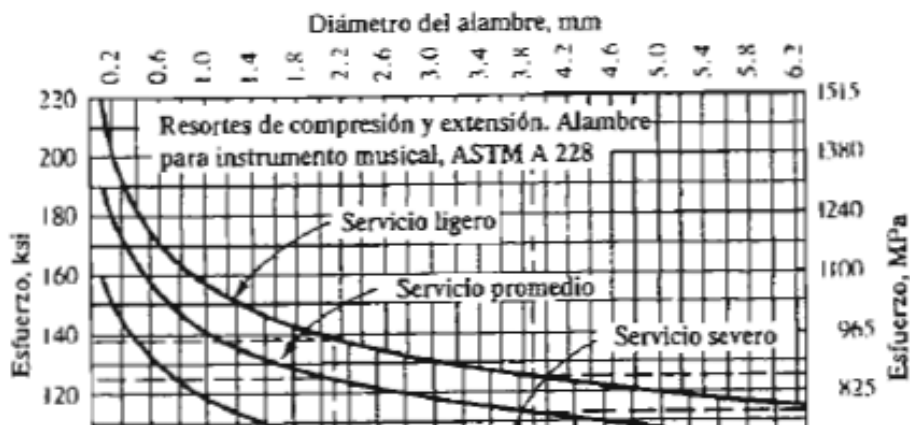 Diámetro del alambre, mm
0.2 0.6 1.0 1.4 1.8 2.2 2.6 3.0 3.4 3.8 4.2 4.6 5.0 5.4 5.8 6.2
220 1515
Resortes de compresión y extensión. Alambre
para instrumento musical, ASTM A 228
200 1380
180 1240
Servicio ligero
160 1100
Servicio promedio
140 965
Servicio severo
120 825
Esfuerzo, ksi
Esfuerzo, MPa